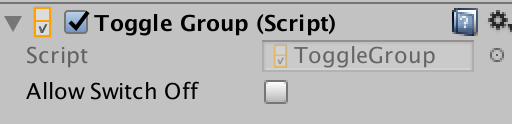 Toggle Group (Script)
Script ToggleGroup
Allow Switch Off